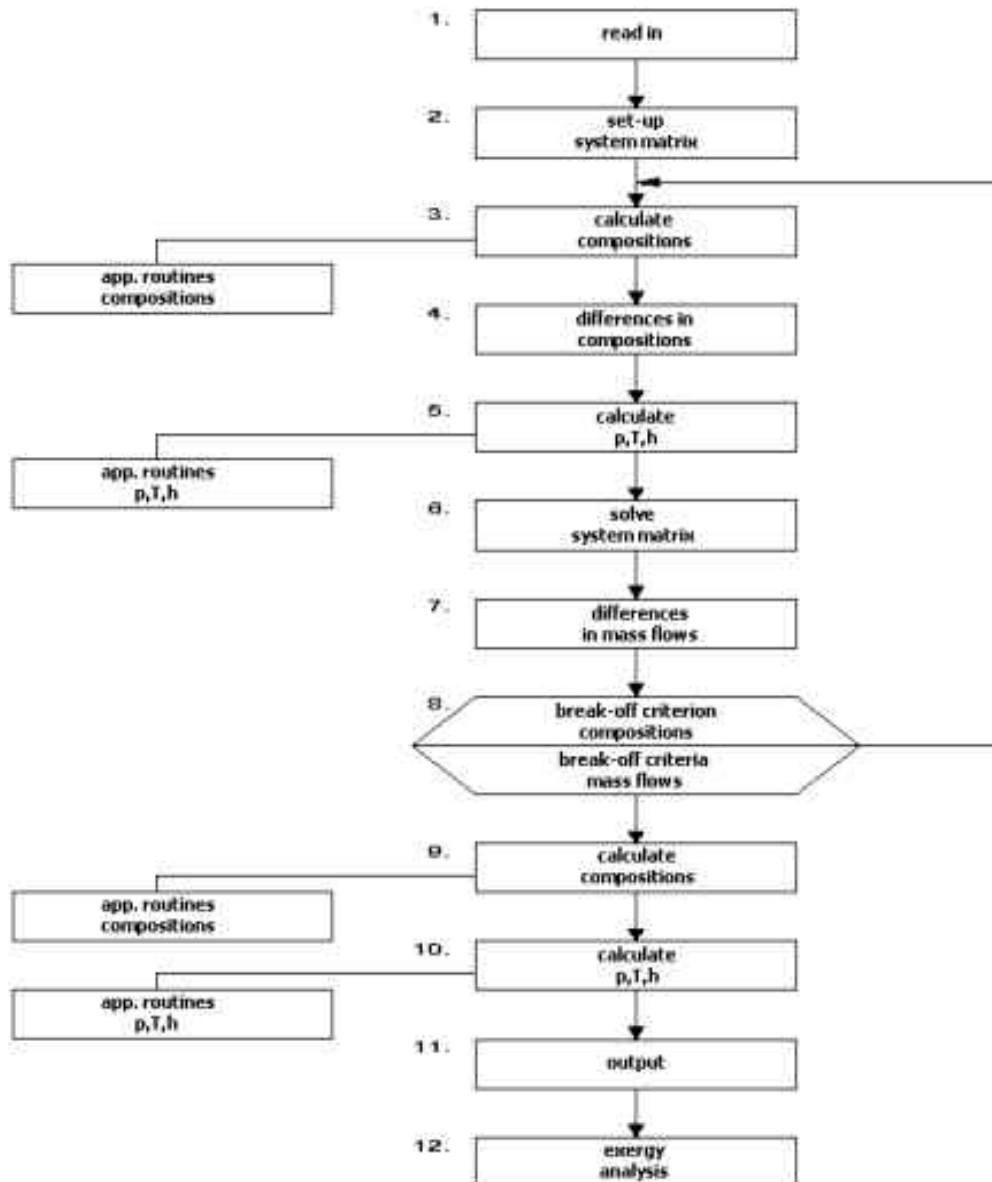 1.
read in
2.
set-up
system matrix
3.
calculate
compositions
app. routines
compositions
4.
differences in
compositions
5.
calculate
p,T,h
app. routines
p,T,h
6.
solve
system matrix
7.
differences
in mass flows
8.
break-off criterion
compositions
break-off criteria
mass flows
9.
calculate
compositions
app. routines
compositions
10.
calculate
p,T,h
app. routines
p,T,h
11.
output
12.
exergy
analysis